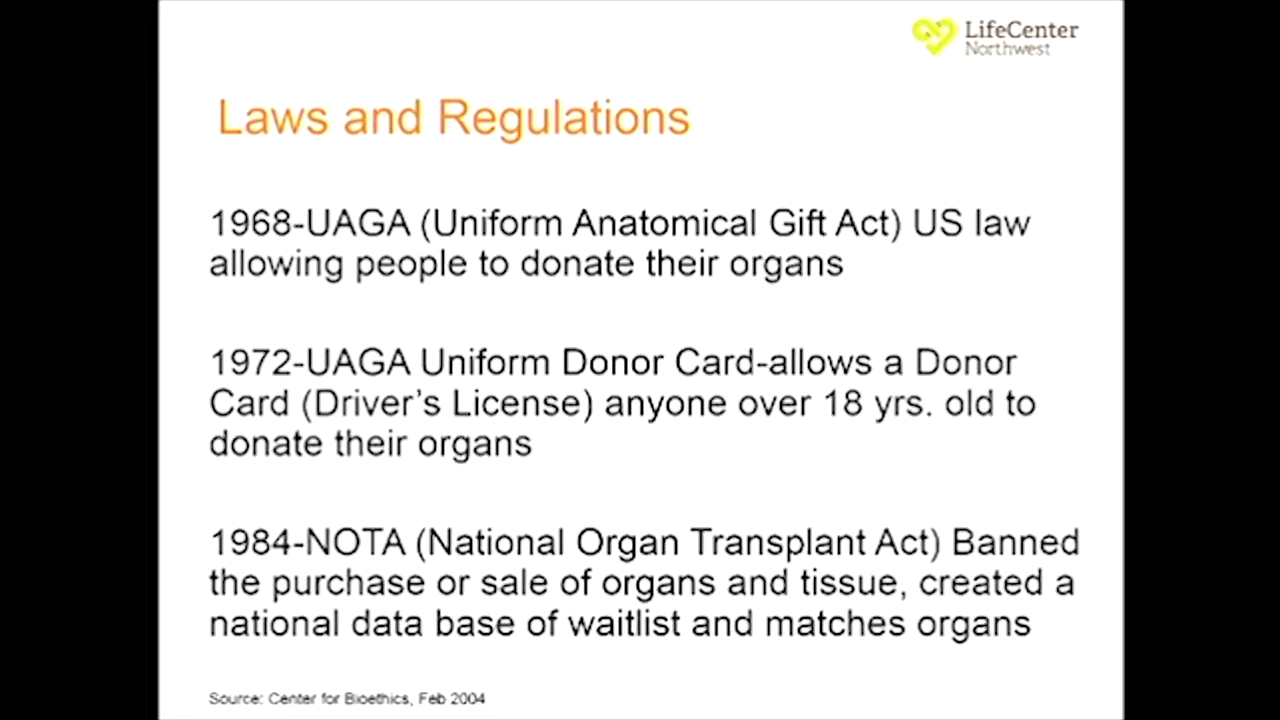 LifeCenter
Northwest
Laws and Regulations
1968-UAGA (Uniform Anatomical Gift Act) US law
allowing people to donate their organs
1972-UAGA Uniform Donor Card-allows a Donor
Card (Driver’s License) anyone over 18 yrs. old to
donate their organs
1984-NOTA (National Organ Transplant Act) Banned
the purchase or sale of organs and tissue, created a
national data base of waitlist and matches organs
Source: Center for Bioethics, Feb 2004